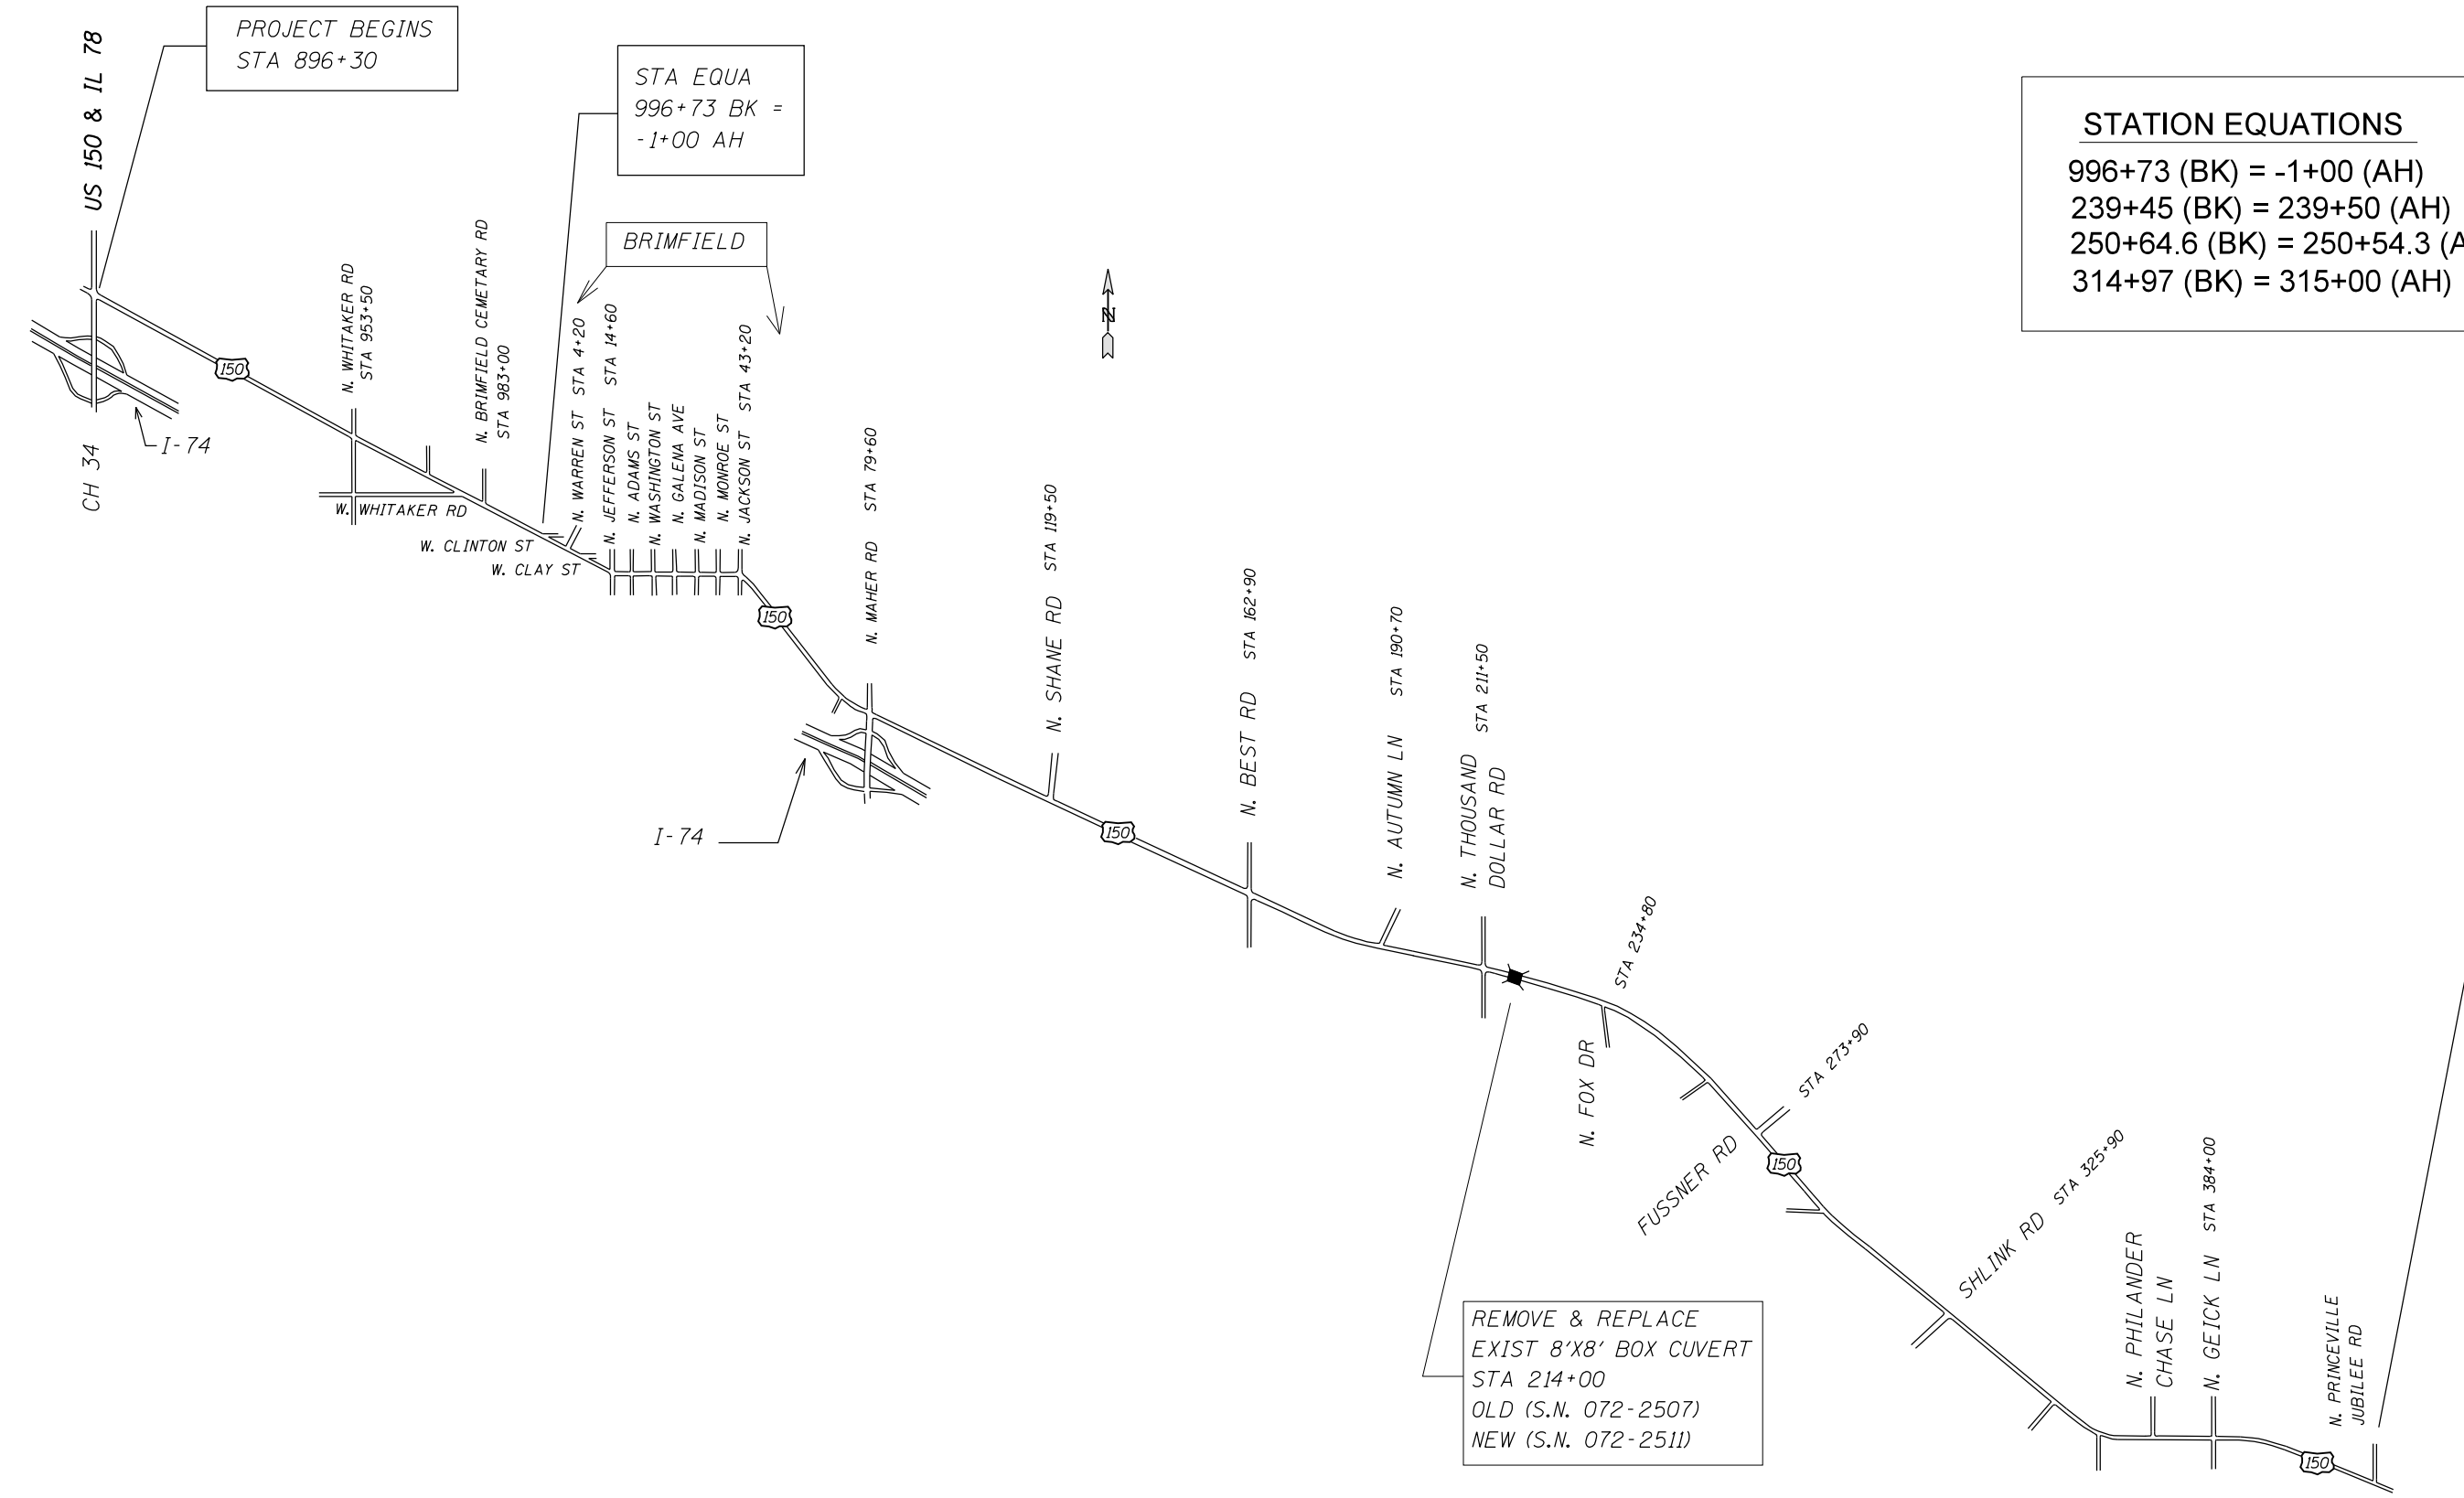 PROJECT BEGINS
STA 896+30
US 150 & IL 78
STA EQUA
996+73 BK =
-1+00 AH
STATION EQUATIONS
996+73 (BK) = -1+00 (AH)
239+45 (BK) = 239+50 (AH)
250+64.6 (BK) = 250+54.3 (A
314+97 (BK) = 315+00 (AH)
BRIMFIELD
N
150
I-74
CH 34
N. WHITAKER RD
STA 953+50
W. WHITAKER RD
N. BRIMFIELD CEMETARY RD
STA 983+00
W. CLINTON ST
W. CLAY ST
N. WARREN ST STA 4+20
N. JEFFERSON ST STA 14+60
N. ADAMS ST
N. WASHINGTON ST
N. GALENA AVE
N. MADISON ST
N. MONROE ST
N. JACKSON ST STA 43+20
150
N. MAHER RD STA 79+60
I-74
N. SHANE RD STA 119+50
150
N. BEST RD STA 162+90
N. AUTUMN LN STA 190+70
N. THOUSAND
DOLLAR RD
STA 211+50
STA 234+80
N. FOX DR
STA 273+90
FUSSNER RD
150
REMOVE & REPLACE
EXIST 8'X8' BOX CUVERT
STA 214+00
OLD (S.N. 072-2507)
NEW (S.N. 072-2511)
SHLINK RD STA 325+90
N. PHILANDER
CHASE LN
N. GEICK LN STA 384+00
N. PRINCEVILLE
JUBILEE RD
150